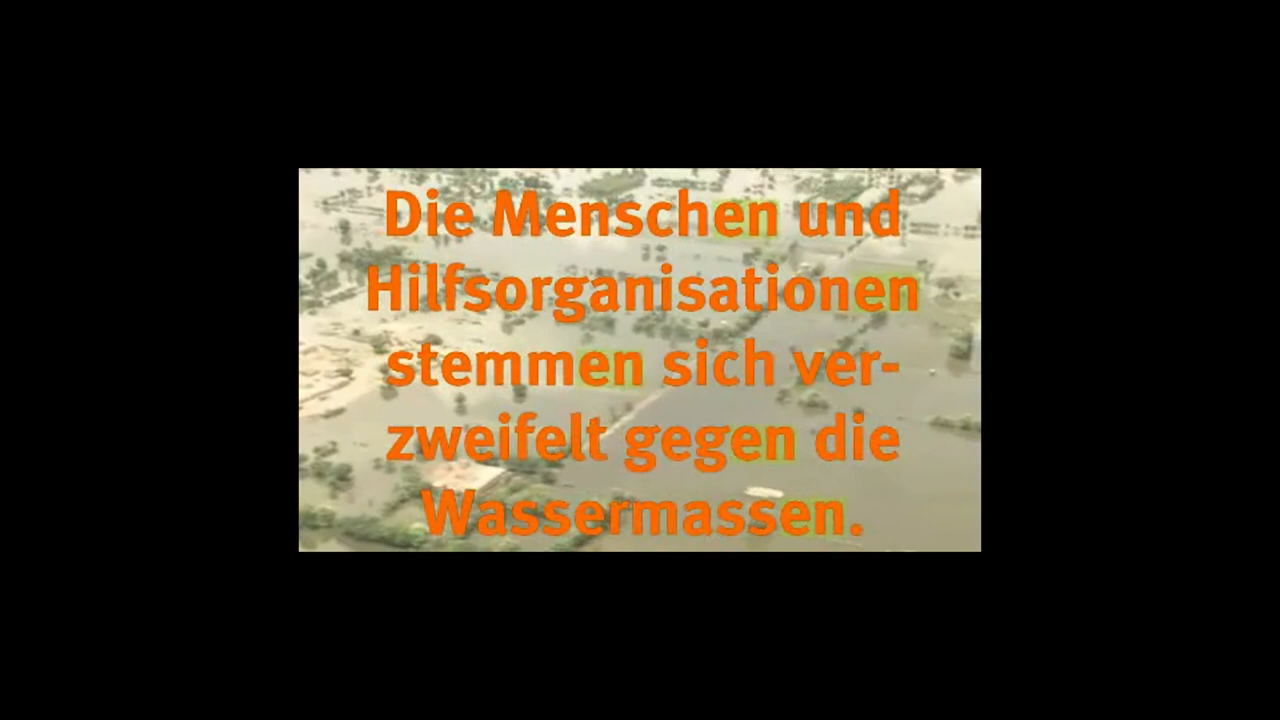 Die Menschen und
Hilfsorganisationen
stemmen sich ver-
zweifelt gegen die
Wassermassen.